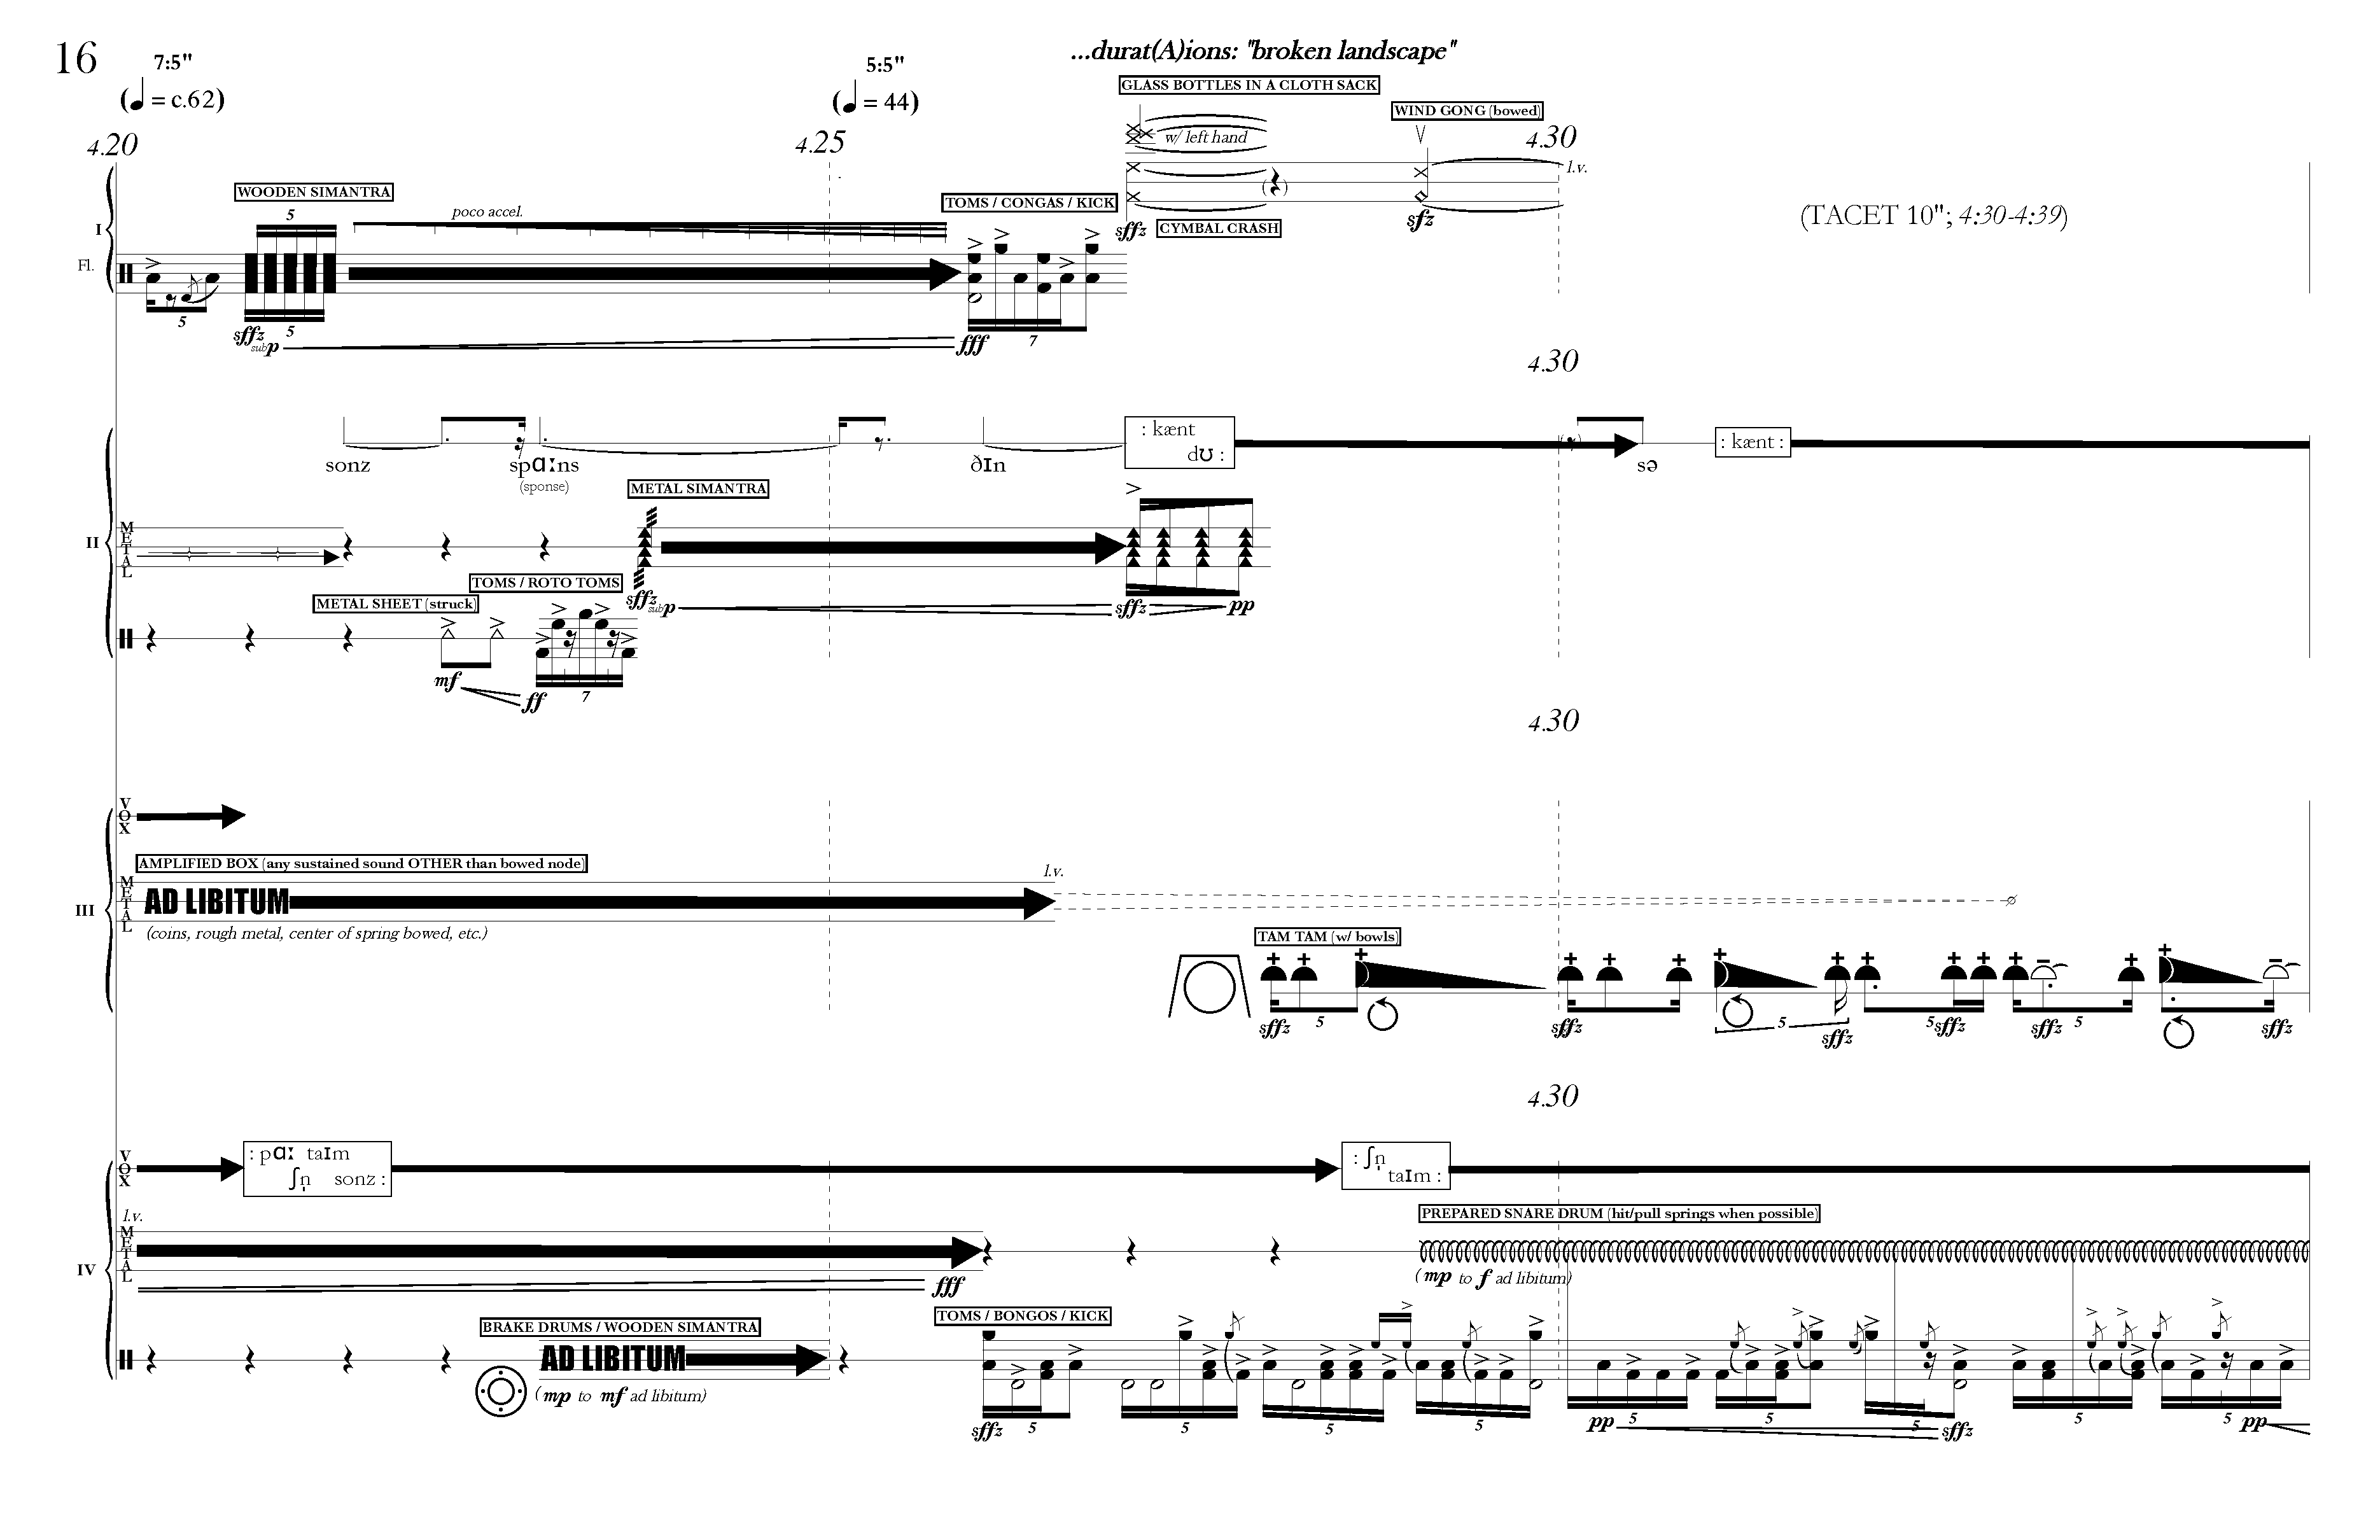 16
...durat(A)ions: "broken landscape"
7:5"
( = c.62)
5:5"
( = 44)
GLASS BOTTLES IN A CLOTH SACK
WIND GONG (bowed)
4.20
4.25
w/ left hand
4.30
l.v.
WOODEN SIMANTRA
TOMS / CONGAS / KICK
5
poco accel.
(TACET 10"; 4:30-4:39)
I
sffz
CYMBAL CRASH
sfz
Fl.
5
sffz
5
sub p
fff
7
4.30
: kænt
dʊ :
: kænt :
sonz
spɑːns
(sponse)
ðɪn
sə
METAL SIMANTRA
II
METAL
TOMS / ROTO TOMS
METAL SHEET (struck)
sffz
sub p
sffz
pp
mf
ff
7
4.30
VOX
AMPLIFIED BOX (any sustained sound OTHER than bowed node)
l.v.
III
METAL
AD LIBITUM
(coins, rough metal, center of spring bowed, etc.)
TAM TAM (w/ bowls)
sffz
5
sffz
5
sffz
5
sffz
sffz
5
sffz
4.30
VOX
: pɑː taɪm
ʃn̩ sonz :
: ʃn̩
taɪm :
l.v.
PREPARED SNARE DRUM (hit/pull springs when possible)
IV
METAL
fff
(mp to f ad libitum)
BRAKE DRUMS / WOODEN SIMANTRA
TOMS / BONGOS / KICK
AD LIBITUM
(mp to mf ad libitum)
sffz
5
5
5
5
pp
5
5
5
sffz
5
5
pp